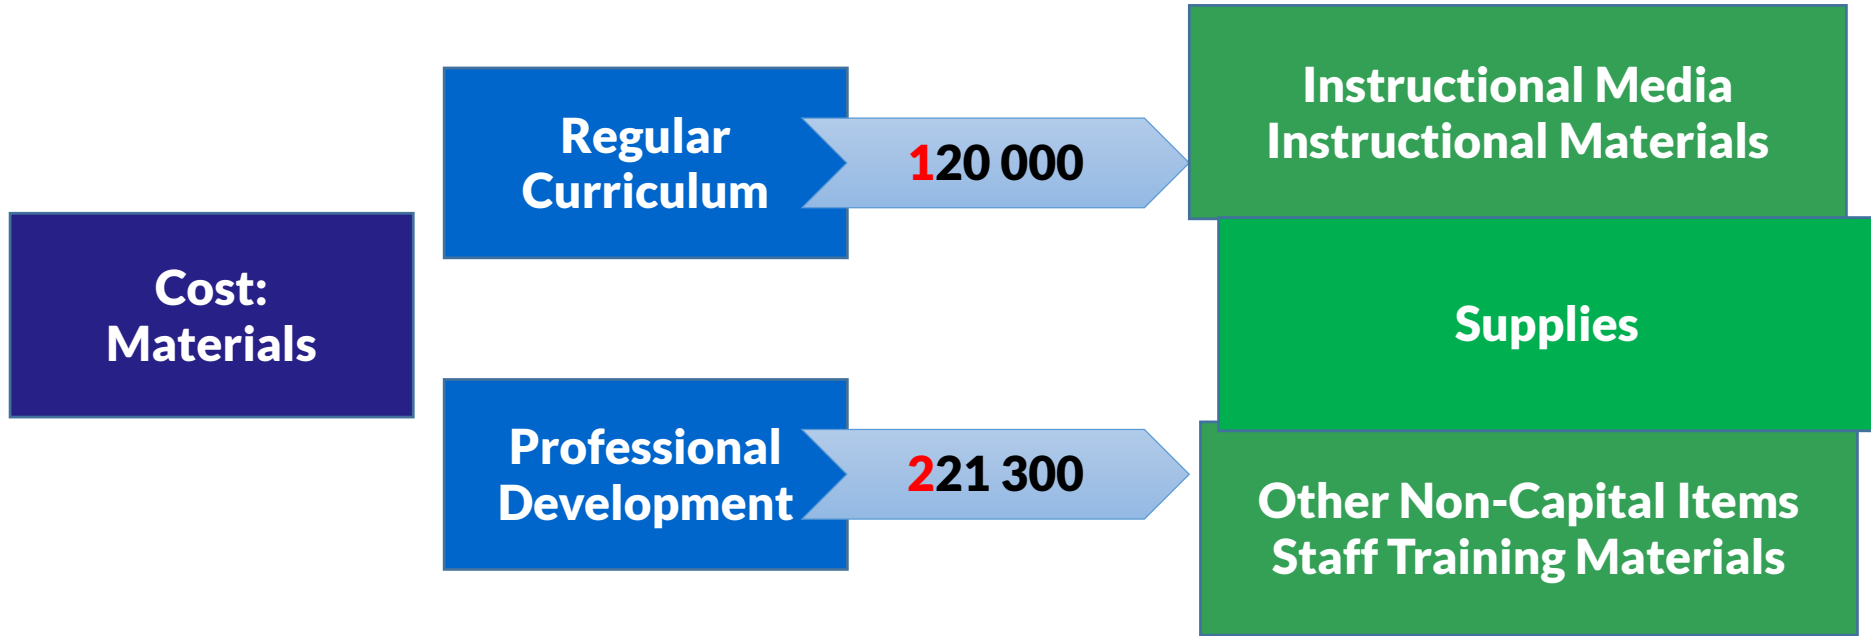 Cost:
Materials
Regular
Curriculum
120 000
Professional
Development
221 300
Instructional Media
Instructional Materials
Supplies
Other Non-Capital Items
Staff Training Materials